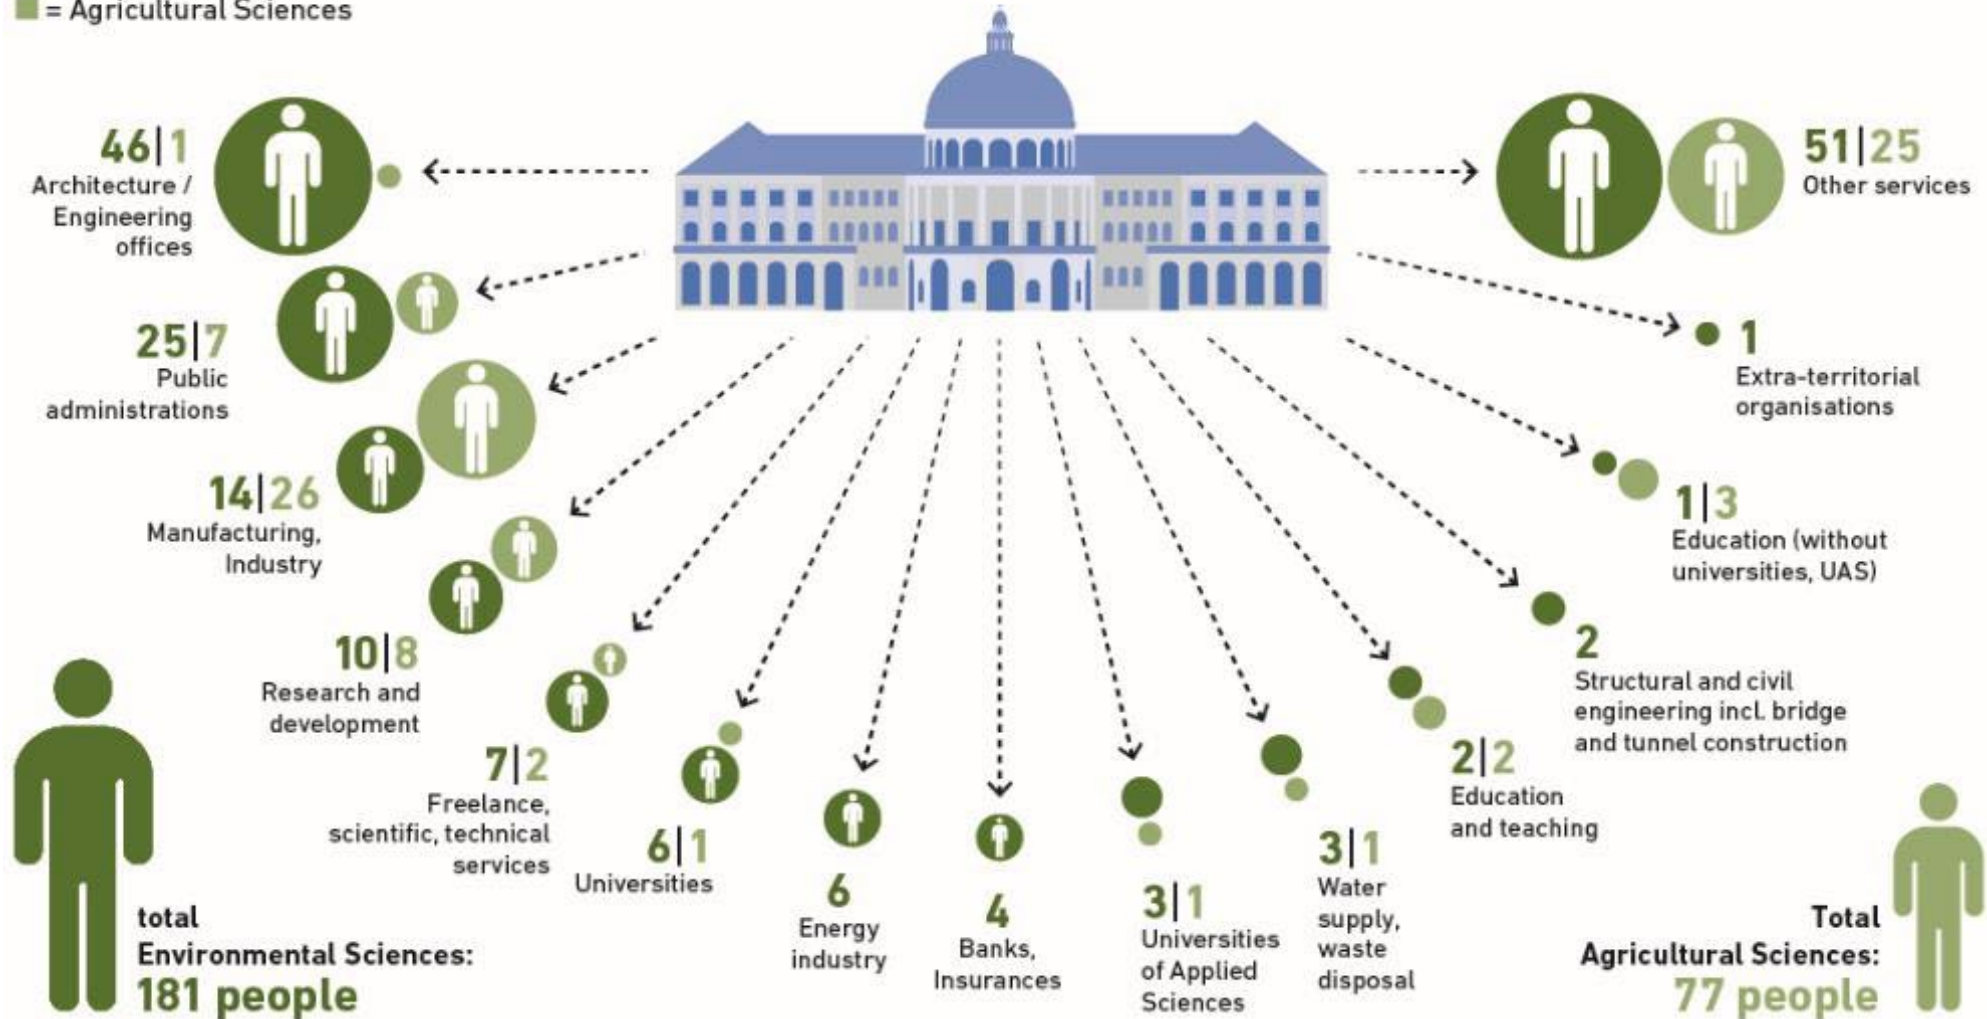 = Agricultural Sciences
46|1
Architecture /
Engineering
offices
25|7
Public
administrations
14|26
Manufacturing,
Industry
10|8
Research and
development
7|2
Freelance,
scientific, technical
services
6|1
Universities
6
Energy
industry
4
Banks,
Insurances
3|1
Universities
of Applied
Sciences
3|1
Water
supply,
waste
disposal
2|2
Education
and teaching
2
Structural and civil
engineering incl. bridge
and tunnel construction
1|3
Education (without
universities, UAS)
1
Extra-territorial
organisations
51|25
Other services
total
Environmental Sciences:
181 people
Total
Agricultural Sciences:
77 people